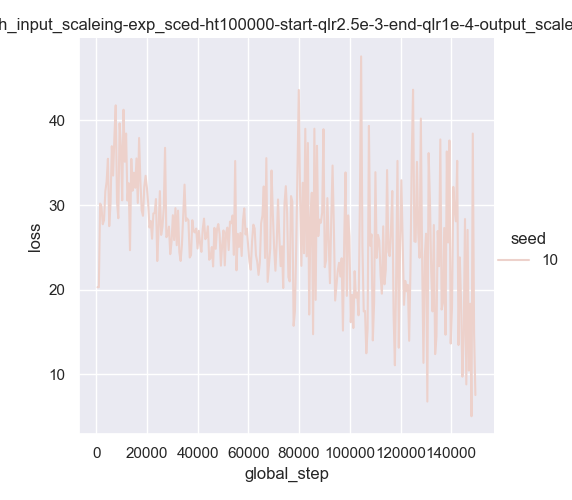 h_input_scaleing-exp_sced-ht100000-start-qlr2.5e-3-end-qlr1e-4-output_scale
40
30
20
10
loss
0 20000 40000 60000 80000 100000 120000 140000
global_step
seed
10